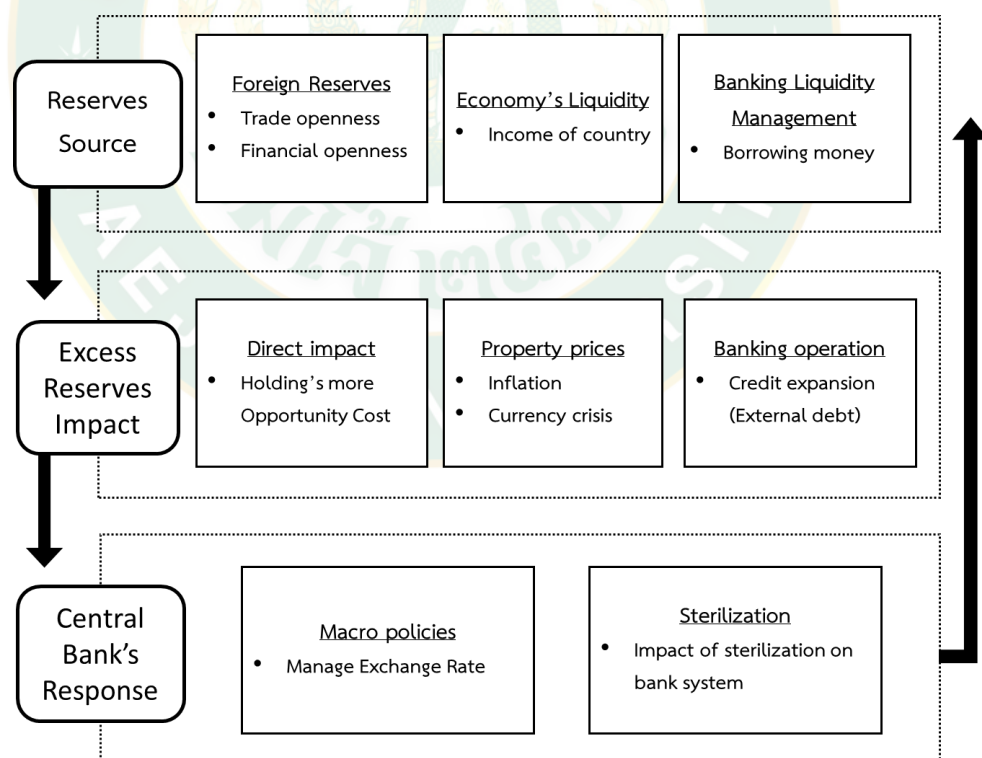 Reserves
Source
Foreign Reserves
• Trade openness
• Financial openness
Economy's Liquidity
• Income of country
Banking Liquidity
Management
• Borrowing money
Excess
Reserves
Impact
Direct impact
• Holding's more
Opportunity Cost
Property prices
• Inflation
• Currency crisis
Banking operation
• Credit expansion
(External debt)
Central
Bank's
Response
Macro policies
• Manage Exchange Rate
Sterilization
• Impact of sterilization on
bank system